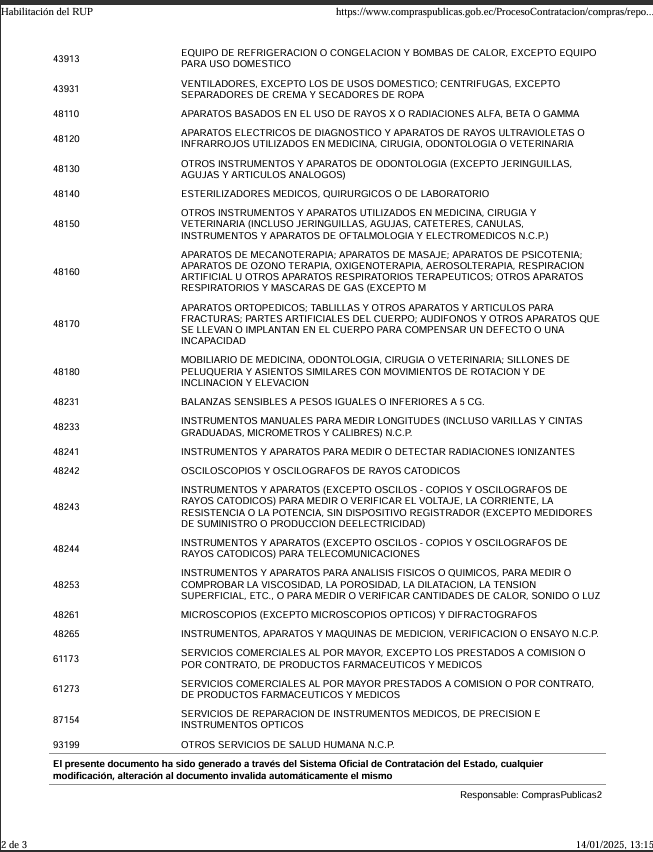 Habilitación del RUP https://www.compraspublicas.gob.ec/ProcesoContratacion/compras/repo...
43913 EQUIPO DE REFRIGERACION O CONGELACION Y BOMBAS DE CALOR, EXCEPTO EQUIPO
PARA USO DOMESTICO
43931 VENTILADORES, EXCEPTO LOS DE USOS DOMESTICO; CENTRIFUGAS, EXCEPTO
SEPARADORES DE CREMA Y SECADORES DE ROPA
48110 APARATOS BASADOS EN EL USO DE RAYOS X O RADIACIONES ALFA, BETA O GAMMA
48120 APARATOS ELECTRICOS DE DIAGNOSTICO Y APARATOS DE RAYOS ULTRAVIOLETAS O
INFRARROJOS UTILIZADOS EN MEDICINA, CIRUGIA, ODONTOLOGIA O VETERINARIA
48130 OTROS INSTRUMENTOS Y APARATOS DE ODONTOLOGIA (EXCEPTO JERINGUILLAS,
AGUJAS Y ARTICULOS ANALOGOS)
48140 ESTERILIZADORES MEDICOS, QUIRURGICOS O DE LABORATORIO
48150 OTROS INSTRUMENTOS Y APARATOS UTILIZADOS EN MEDICINA, CIRUGIA Y
VETERINARIA (INCLUSO JERINGUILLAS, AGUJAS, CATETERES, CANULAS,
INSTRUMENTOS Y APARATOS DE OFTALMOLOGIA Y ELECTROMEDICOS N.C.P.)
48160 APARATOS DE MECANOTERAPIA; APARATOS DE MASAJE; APARATOS DE PSICOTENIA;
APARATOS DE OZONO TERAPIA, OXIGENOTERAPIA, AEROSOLTERAPIA, RESPIRACION
ARTIFICIAL U OTROS APARATOS RESPIRATORIOS TERAPEUTICOS; OTROS APARATOS
RESPIRATORIOS Y MASCARAS DE GAS (EXCEPTO M
48170 APARATOS ORTOPEDICOS; TABLILLAS Y OTROS APARATOS Y ARTICULOS PARA
FRACTURAS; PARTES ARTIFICIALES DEL CUERPO; AUDIFONOS Y OTROS APARATOS QUE
SE LLEVAN O IMPLANTAN EN EL CUERPO PARA COMPENSAR UN DEFECTO O UNA
INCAPACIDAD
48180 MOBILIARIO DE MEDICINA, ODONTOLOGIA, CIRUGIA O VETERINARIA; SILLONES DE
PELUQUERIA Y ASIENTOS SIMILARES CON MOVIMIENTOS DE ROTACION Y DE
INCLINACION Y ELEVACION
48231 BALANZAS SENSIBLES A PESOS IGUALES O INFERIORES A 5 CG.
48233 INSTRUMENTOS MANUALES PARA MEDIR LONGITUDES (INCLUSO VARILLAS Y CINTAS
GRADUADAS, MICROMETROS Y CALIBRES) N.C.P.
48241 INSTRUMENTOS Y APARATOS PARA MEDIR O DETECTAR RADIACIONES IONIZANTES
48242 OSCILOSCOPIOS Y OSCILOGRAFOS DE RAYOS CATODICOS
48243 INSTRUMENTOS Y APARATOS (EXCEPTO OSCILOS - COPIOS Y OSCILOGRAFOS DE
RAYOS CATODICOS) PARA MEDIR O VERIFICAR EL VOLTAJE, LA CORRIENTE, LA
RESISTENCIA O LA POTENCIA, SIN DISPOSITIVO REGISTRADOR (EXCEPTO MEDIDORES
DE SUMINISTRO O PRODUCCION DEELECTRICIDAD)
48244 INSTRUMENTOS Y APARATOS (EXCEPTO OSCILOS - COPIOS Y OSCILOGRAFOS DE
RAYOS CATODICOS) PARA TELECOMUNICACIONES
48253 INSTRUMENTOS Y APARATOS PARA ANALISIS FISICOS O QUIMICOS, PARA MEDIR O
COMPROBAR LA VISCOSIDAD, LA POROSIDAD, LA DILATACION, LA TENSION
SUPERFICIAL, ETC., O PARA MEDIR O VERIFICAR CANTIDADES DE CALOR, SONIDO O LUZ
48261 MICROSCOPIOS (EXCEPTO MICROSCOPIOS OPTICOS) Y DIFRACTOGRAFOS
48265 INSTRUMENTOS, APARATOS Y MAQUINAS DE MEDICION, VERIFICACION O ENSAYO N.C.P.
61173 SERVICIOS COMERCIALES AL POR MAYOR, EXCEPTO LOS PRESTADOS A COMISION O
POR CONTRATO, DE PRODUCTOS FARMACEUTICOS Y MEDICOS
61273 SERVICIOS COMERCIALES AL POR MAYOR PRESTADOS A COMISION O POR CONTRATO,
DE PRODUCTOS FARMACEUTICOS Y MEDICOS
87154 SERVICIOS DE REPARACION DE INSTRUMENTOS MEDICOS, DE PRECISION E
INSTRUMENTOS OPTICOS
93199 OTROS SERVICIOS DE SALUD HUMANA N.C.P.
El presente documento ha sido generado a través del Sistema Oficial de Contratación del Estado, cualquier
modificación, alteración al documento invalida automáticamente el mismo
Responsable: ComprasPublicas2
2 de 3 14/01/2025, 13:15